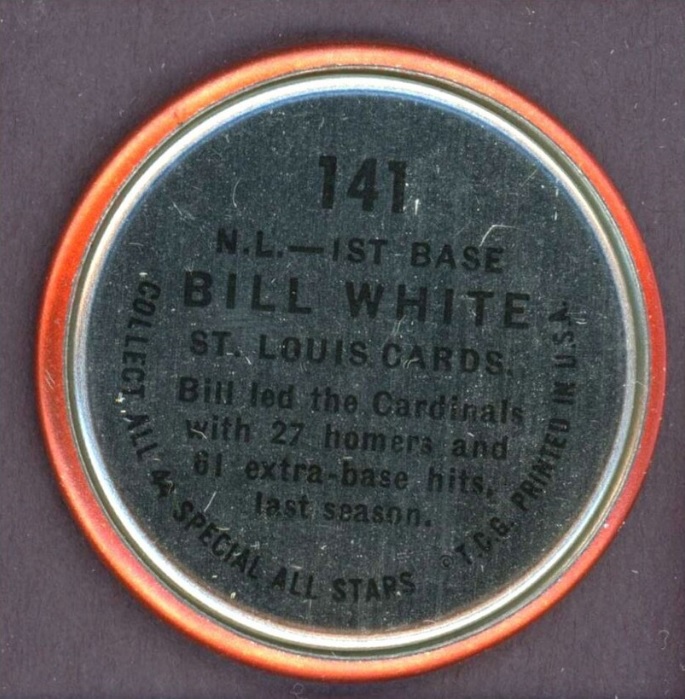 141
N.L.—1ST BASE
BILL WHITE
ST. LOUIS CARDS.
Bill led the Cardinals
with 27 homers and
61 extra-base hits,
last season.
COLLECT ALL 44 SPECIAL ALL STARS
©T.C.G. PRINTED IN U.S.A.